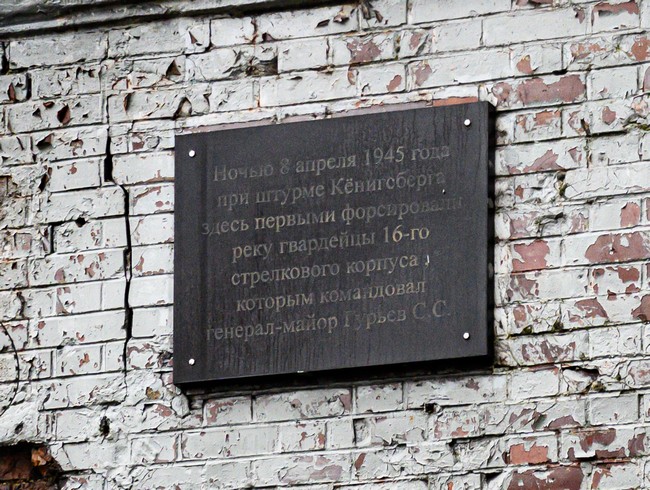 Ночью 8 апреля 1945 года
при штурме Кёнигсберга
здесь первыми форсировали
реку гвардейцы 16-го
стрелкового корпуса ,
которым командовал
генерал-майор Гурьев С.С.